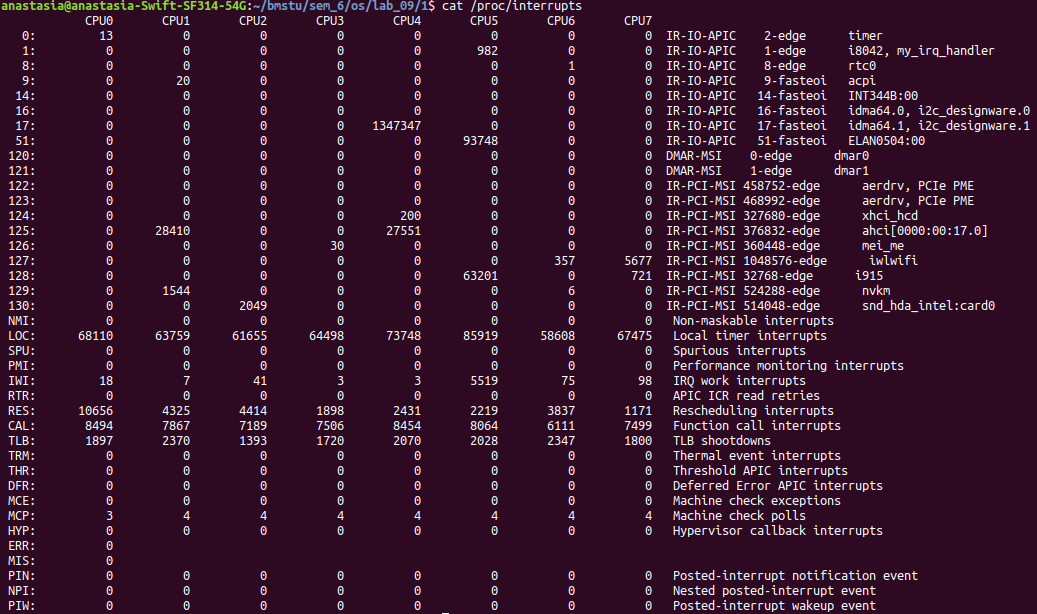 anastasia@anastasia-Swift-SF314-54G:~/bmstu/sem_6/os/lab_09/1$ cat /proc/interrupts
CPU0 CPU1 CPU2 CPU3 CPU4 CPU5 CPU6 CPU7
0: 13 0 0 0 0 0 0 0 IR-IO-APIC 2-edge timer
1: 0 0 0 0 0 982 0 0 IR-IO-APIC 1-edge i8042, my_irq_handler
8: 0 0 0 0 0 0 1 0 IR-IO-APIC 8-edge rtc0
9: 0 20 0 0 0 0 0 0 IR-IO-APIC 9-fasteoi acpi
14: 0 0 0 0 0 0 0 0 IR-IO-APIC 14-fasteoi INT344B:00
16: 0 0 0 0 0 0 0 0 IR-IO-APIC 16-fasteoi idma64.0, i2c_designware.0
17: 0 0 0 0 1347347 0 0 0 IR-IO-APIC 17-fasteoi idma64.1, i2c_designware.1
51: 0 0 0 0 0 93748 0 0 IR-IO-APIC 51-fasteoi ELAN0504:00
120: 0 0 0 0 0 0 0 0 DMAR-MSI 0-edge dmar0
121: 0 0 0 0 0 0 0 0 DMAR-MSI 1-edge dmar1
122: 0 0 0 0 0 0 0 0 IR-PCI-MSI 458752-edge aerdrv, PCIe PME
123: 0 0 0 0 0 0 0 0 IR-PCI-MSI 468992-edge aerdrv, PCIe PME
124: 0 0 0 0 200 0 0 0 IR-PCI-MSI 327680-edge xhci_hcd
125: 0 28410 0 0 27551 0 0 0 IR-PCI-MSI 376832-edge ahci[0000:00:17.0]
126: 0 0 0 30 0 0 0 0 IR-PCI-MSI 360448-edge mei_me
127: 0 0 0 0 0 0 357 5677 IR-PCI-MSI 1048576-edge iwlwifi
128: 0 0 0 0 0 63201 0 721 IR-PCI-MSI 32768-edge i915
129: 0 1544 0 0 0 0 6 0 IR-PCI-MSI 524288-edge nvkm
130: 0 0 2049 0 0 0 0 0 IR-PCI-MSI 514048-edge snd_hda_intel:card0
NMI: 0 0 0 0 0 0 0 0 Non-maskable interrupts
LOC: 68110 63759 61655 64498 73748 85919 58608 67475 Local timer interrupts
SPU: 0 0 0 0 0 0 0 0 Spurious interrupts
PMI: 0 0 0 0 0 0 0 0 Performance monitoring interrupts
IWI: 18 7 41 3 3 5519 75 98 IRQ work interrupts
RTR: 0 0 0 0 0 0 0 0 APIC ICR read retries
RES: 10656 4325 4414 1898 2431 2219 3837 1171 Rescheduling interrupts
CAL: 8494 7867 7189 7506 8454 8064 6111 7499 Function call interrupts
TLB: 1897 2370 1393 1720 2070 2028 2347 1800 TLB shootdowns
TRM: 0 0 0 0 0 0 0 0 Thermal event interrupts
THR: 0 0 0 0 0 0 0 0 Threshold APIC interrupts
DFR: 0 0 0 0 0 0 0 0 Deferred Error APIC interrupts
MCE: 0 0 0 0 0 0 0 0 Machine check exceptions
MCP: 3 4 4 4 4 4 4 4 Machine check polls
HYP: 0 0 0 0 0 0 0 0 Hypervisor callback interrupts
ERR: 0
MIS: 0
PIN: 0 0 0 0 0 0 0 0 Posted-interrupt notification event
NPI: 0 0 0 0 0 0 0 0 Nested posted-interrupt event
PIW: 0 0 0 0 0 0 0 0 Posted-interrupt wakeup event